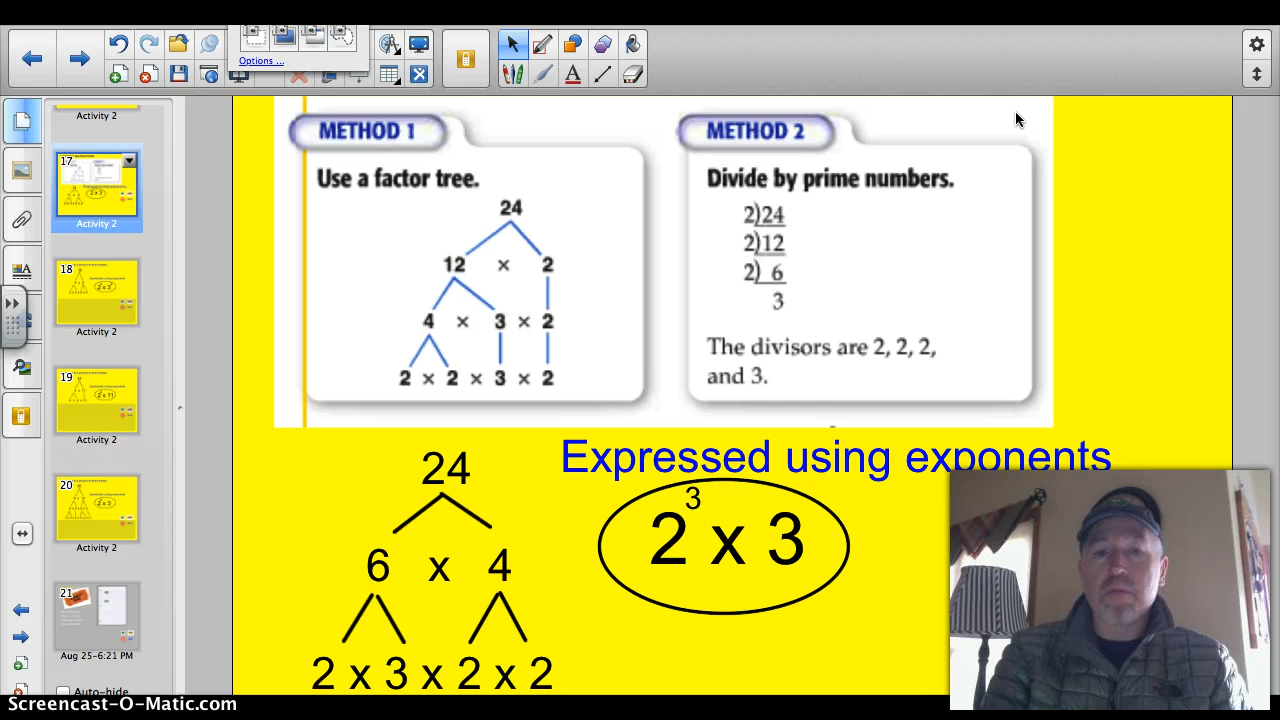 Options ...
Activity 2
17
Activity 2
18
Activity 2
19
Activity 2
20
Activity 2
21
Aug 25-6:21 PM
Auto-hide
METHOD 1
Use a factor tree.
24
12 × 2
4 × 3 × 2
2 × 2 × 3 × 2
METHOD 2
Divide by prime numbers.
2)24
2)12
2) 6
3
The divisors are 2, 2, 2,
and 3.
24
6 x 4
2 x 3 x 2 x 2
Expressed using exponents
2³ x 3
Screencast-O-Matic.com